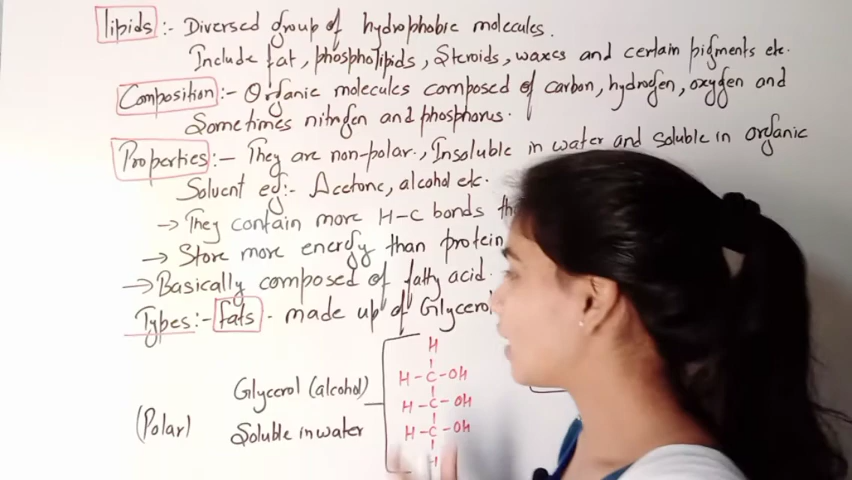 lipids :- Diversed group of hydrophobic molecules.
Include fat, phospholipids, Steroids, waxes and certain pigments etc.
Composition :- Organic molecules composed of carbon, hydrogen, oxygen and
Sometimes nitrogen and phosphorus.
Properties :- They are non-polar, Insoluble in water and soluble in organic
Solvent eg:- Acetone, alcohol etc.
→ They contain more H-C bonds
→ Store more energy than protein
→ Basically composed of fatty acid.
Types :- fats - made up of Glycerol
H
H-C-OH
Glycerol (alcohol)
H-C-OH
(Polar) Soluble in water
H-C-OH
H